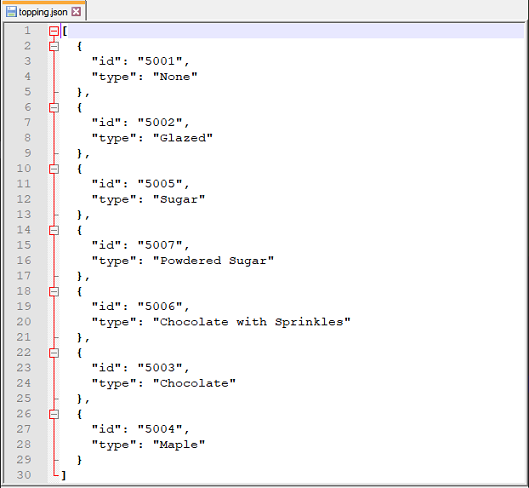 topping.json
1 [
2   {
3     "id": "5001",
4     "type": "None"
5   },
6   {
7     "id": "5002",
8     "type": "Glazed"
9   },
10   {
11     "id": "5005",
12     "type": "Sugar"
13   },
14   {
15     "id": "5007",
16     "type": "Powdered Sugar"
17   },
18   {
19     "id": "5006",
20     "type": "Chocolate with Sprinkles"
21   },
22   {
23     "id": "5003",
24     "type": "Chocolate"
25   },
26   {
27     "id": "5004",
28     "type": "Maple"
29   }
30 ]